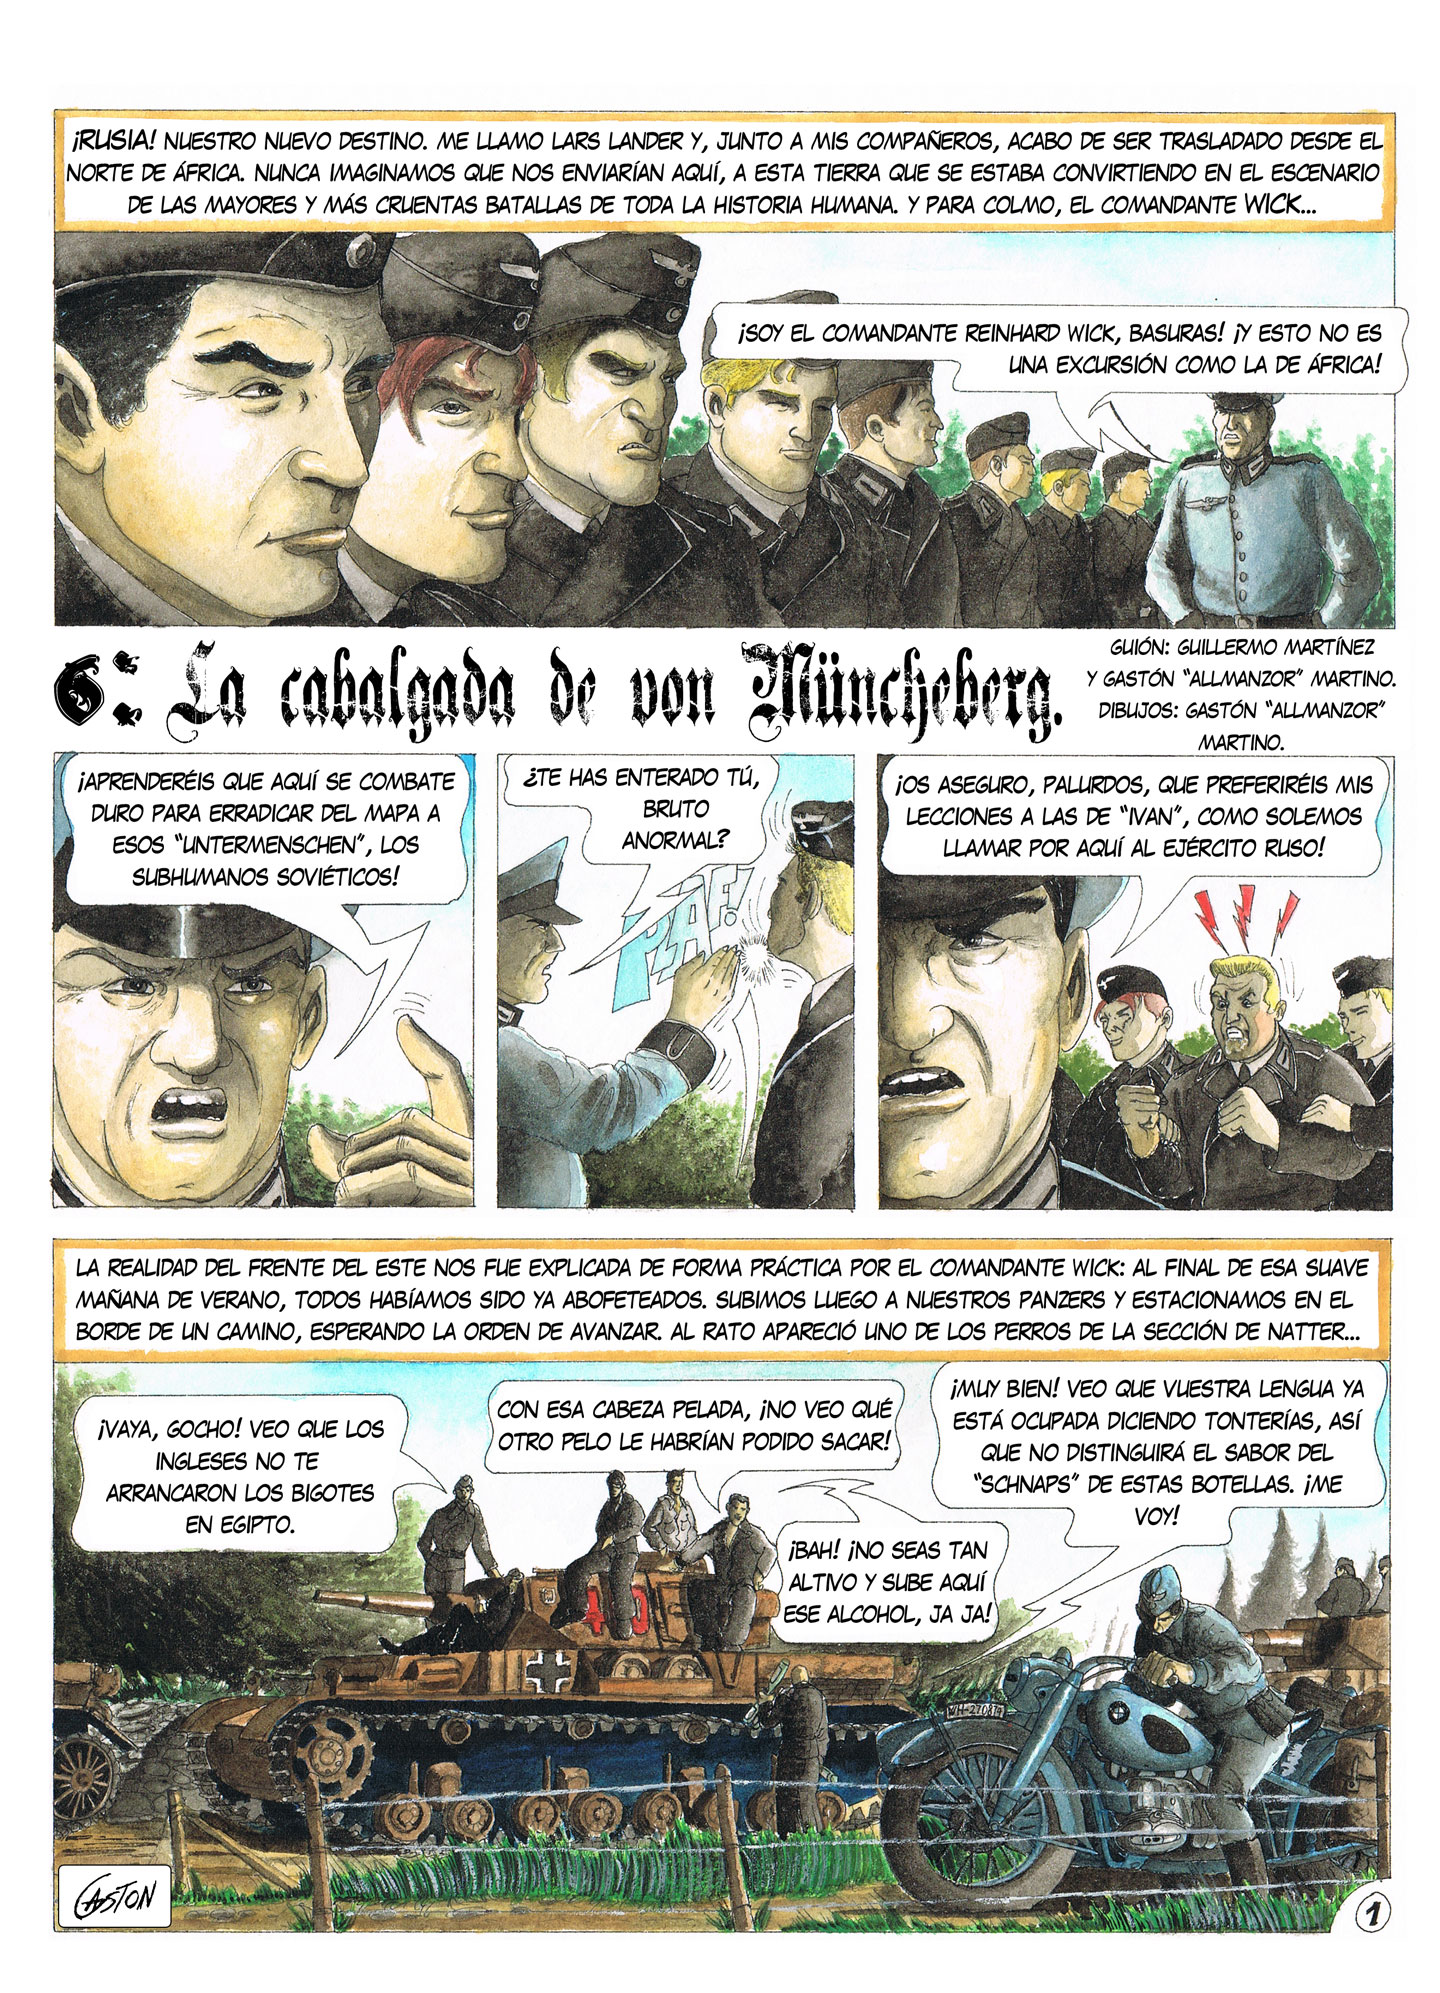 ¡RUSIA! NUESTRO NUEVO DESTINO. ME LLAMO LARS LANDER Y, JUNTO A MIS COMPAÑEROS, ACABO DE SER TRASLADADO DESDE EL
NORTE DE ÁFRICA. NUNCA IMAGINAMOS QUE NOS ENVIARÍAN AQUÍ, A ESTA TIERRA QUE SE ESTABA CONVIRTIENDO EN EL ESCENARIO
DE LAS MAYORES Y MÁS CRUENTAS BATALLAS DE TODA LA HISTORIA HUMANA. Y PARA COLMO, EL COMANDANTE WICK...
¡SOY EL COMANDANTE REINHARD WICK, BASURAS! ¡Y ESTO NO ES
UNA EXCURSIÓN COMO LA DE ÁFRICA!
6: La cabalgada de von Müncheberg.
GUIÓN: GUILLERMO MARTÍNEZ
Y GASTÓN "ALLMANZOR" MARTINO.
DIBUJOS: GASTÓN "ALLMANZOR"
MARTINO.
¡APRENDERÉIS QUE AQUÍ SE COMBATE
DURO PARA ERRADICAR DEL MAPA A
ESOS "UNTERMENSCHEN", LOS
SUBHUMANOS SOVIÉTICOS!
¿TE HAS ENTERADO TÚ,
BRUTO
ANORMAL?
PAF!
¡OS ASEGURO, PALURDOS, QUE PREFERIRÉIS MIS
LECCIONES A LAS DE "IVAN", COMO SOLEMOS
LLAMAR POR AQUÍ AL EJÉRCITO RUSO!
LA REALIDAD DEL FRENTE DEL ESTE NOS FUE EXPLICADA DE FORMA PRÁCTICA POR EL COMANDANTE WICK: AL FINAL DE ESA SUAVE
MAÑANA DE VERANO, TODOS HABÍAMOS SIDO YA ABOFETEADOS. SUBIMOS LUEGO A NUESTROS PANZERS Y ESTACIONAMOS EN EL
BORDE DE UN CAMINO, ESPERANDO LA ORDEN DE AVANZAR. AL RATO APARECIÓ UNO DE LOS PERROS DE LA SECCIÓN DE NATTER...
¡VAYA, GOCHO! VEO QUE LOS
INGLESES NO TE
ARRANCARON LOS BIGOTES
EN EGIPTO.
CON ESA CABEZA PELADA, ¡NO VEO QUÉ
OTRO PELO LE HABRÍAN PODIDO SACAR!
¡MUY BIEN! VEO QUE VUESTRA LENGUA YA
ESTÁ OCUPADA DICIENDO TONTERÍAS, ASÍ
QUE NO DISTINGUIRÁ EL SABOR DEL
"SCHNAPS" DE ESTAS BOTELLAS. ¡ME
VOY!
¡BAH! ¡NO SEAS TAN
ALTIVO Y SUBE AQUÍ
ESE ALCOHOL, JA JA!
GASTON
1